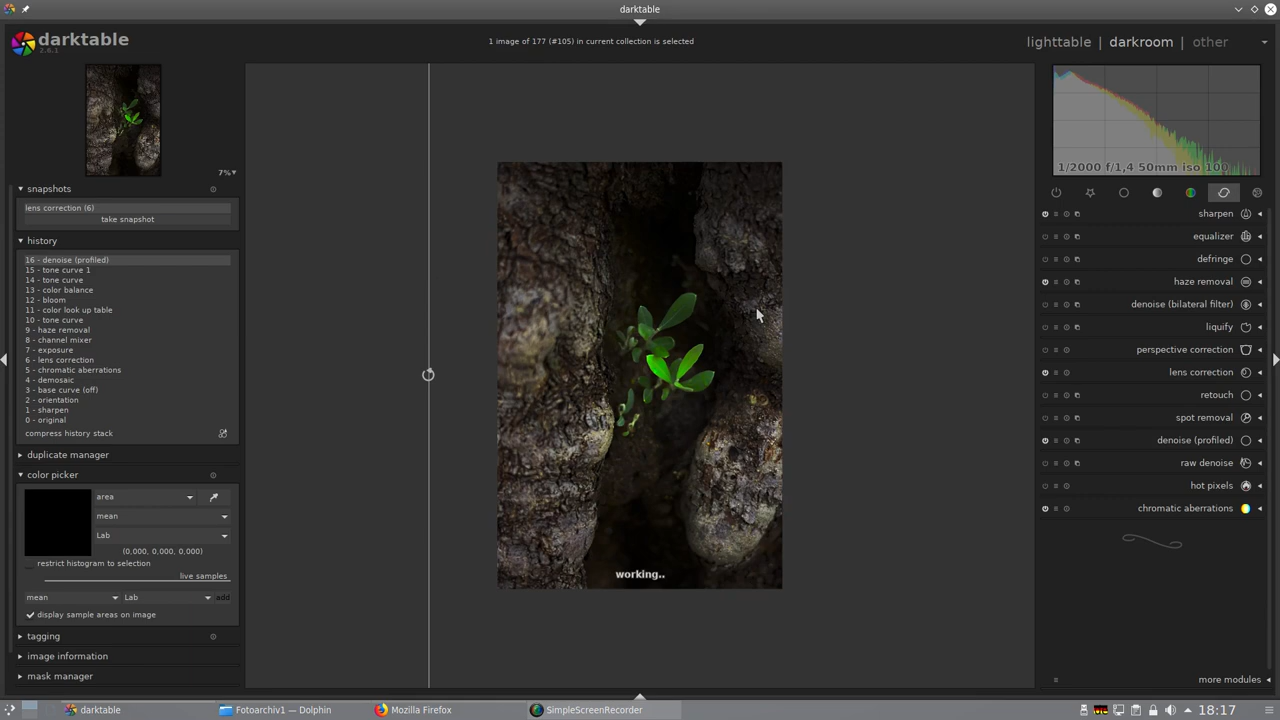 darktable
darktable
2.6.1
1 image of 177 (#105) in current collection is selected
lighttable | darkroom | other
7%
1/2000 f/1,4 50mm iso 100
snapshots
lens correction (6)
take snapshot
history
16 - denoise (profiled)
15 - tone curve 1
14 - tone curve
13 - color balance
12 - bloom
11 - color look up table
10 - tone curve
9 - haze removal
8 - channel mixer
7 - exposure
6 - lens correction
5 - chromatic aberrations
4 - demosaic
3 - base curve (off)
2 - orientation
1 - sharpen
0 - original
compress history stack
duplicate manager
color picker
area
mean
Lab
(0,000, 0,000, 0,000)
restrict histogram to selection
live samples
mean Lab add
display sample areas on image
tagging
image information
mask manager
working..
sharpen
equalizer
defringe
haze removal
denoise (bilateral filter)
liquify
perspective correction
lens correction
retouch
spot removal
denoise (profiled)
raw denoise
hot pixels
chromatic aberrations
more modules
darktable
Fotoarchiv1 — Dolphin
Mozilla Firefox
SimpleScreenRecorder
18:17